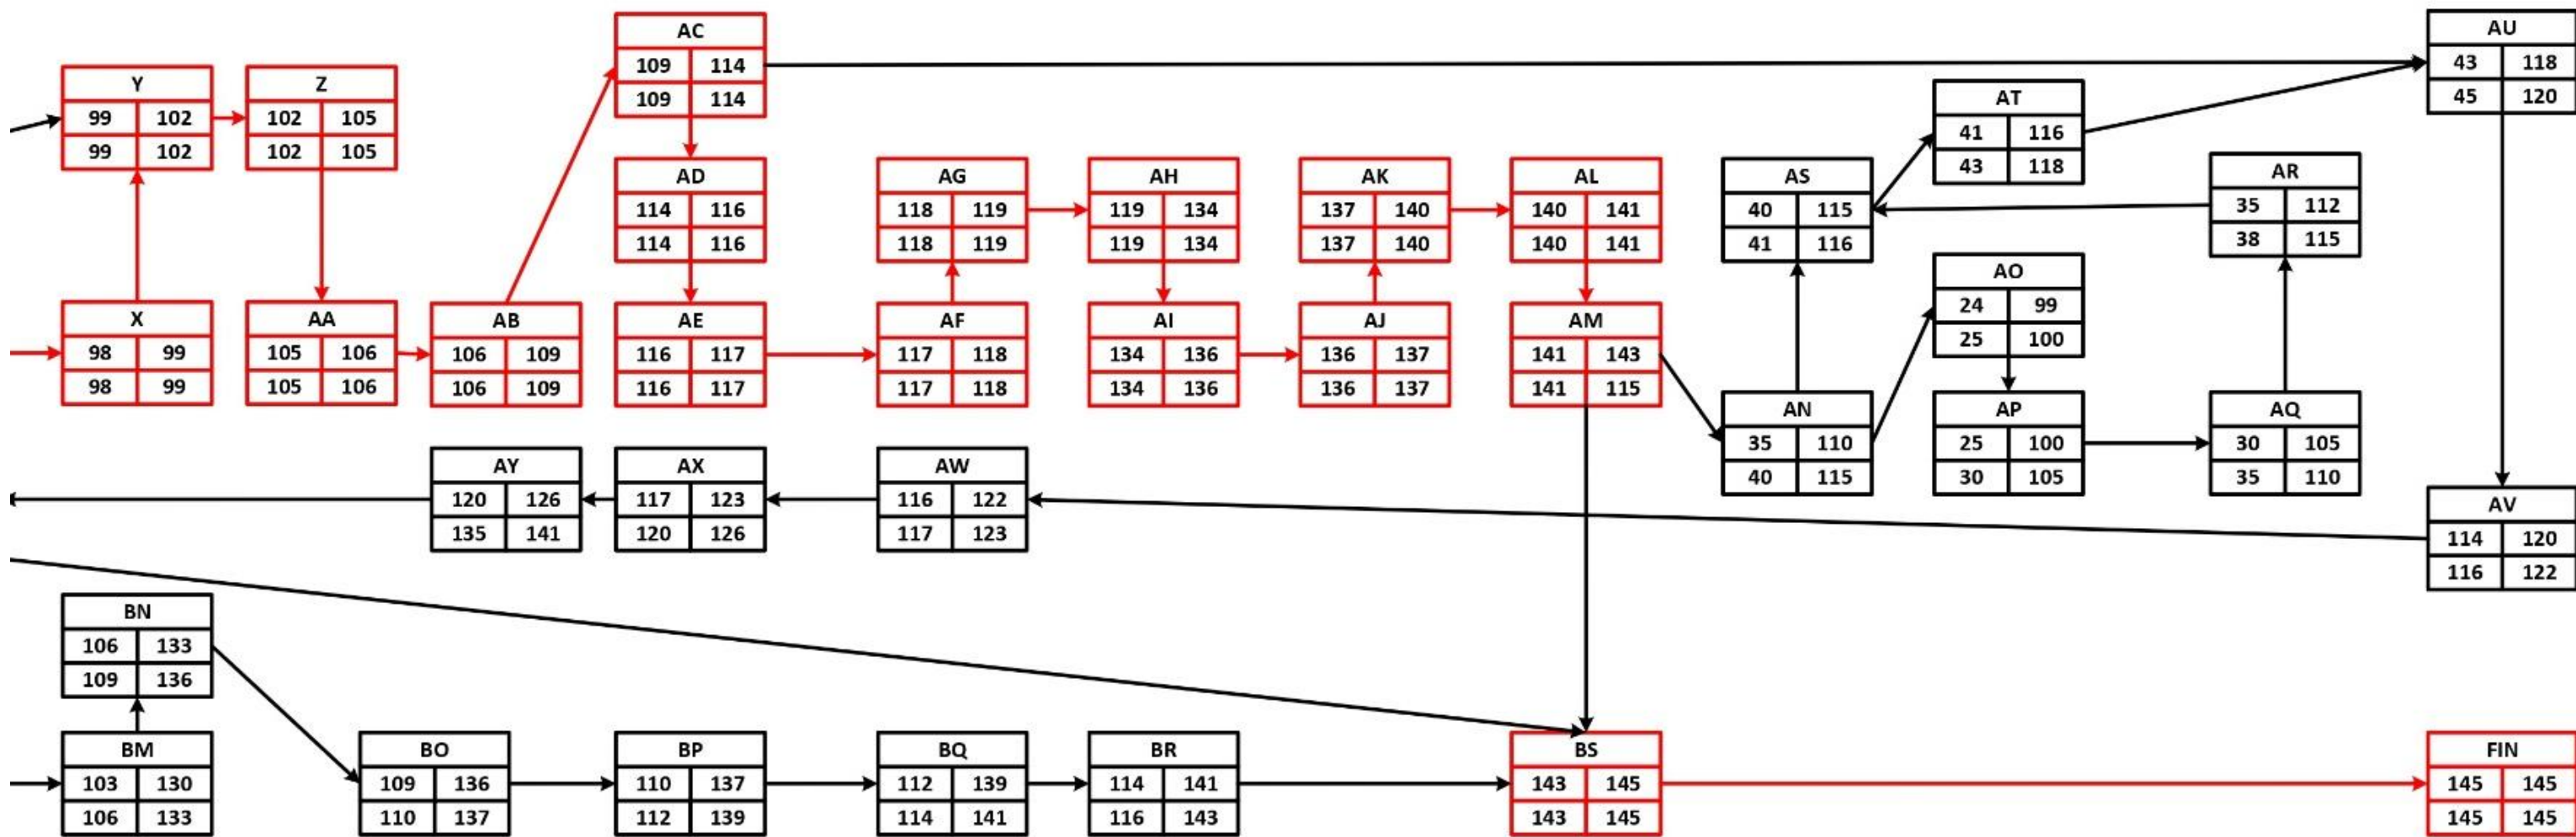 AC
109 114
109 114
AU
43 118
45 120
Y
99 102
99 102
Z
102 105
102 105
AT
41 116
43 118
AD
114 116
114 116
AG
118 119
118 119
AH
119 134
119 134
AK
137 140
137 140
AL
140 141
140 141
AS
40 115
41 116
AR
35 112
38 115
AO
24 99
25 100
X
98 99
98 99
AA
105 106
105 106
AB
106 109
106 109
AE
116 117
116 117
AF
117 118
117 118
AI
134 136
134 136
AJ
136 137
136 137
AM
141 143
141 115
AN
35 110
40 115
AP
25 100
30 105
AQ
30 105
35 110
AY
120 126
135 141
AX
117 123
120 126
AW
116 122
117 123
AV
114 120
116 122
BN
106 133
109 136
BM
103 130
106 133
BO
109 136
110 137
BP
110 137
112 139
BQ
112 139
114 141
BR
114 141
116 143
BS
143 145
143 145
FIN
145 145
145 145